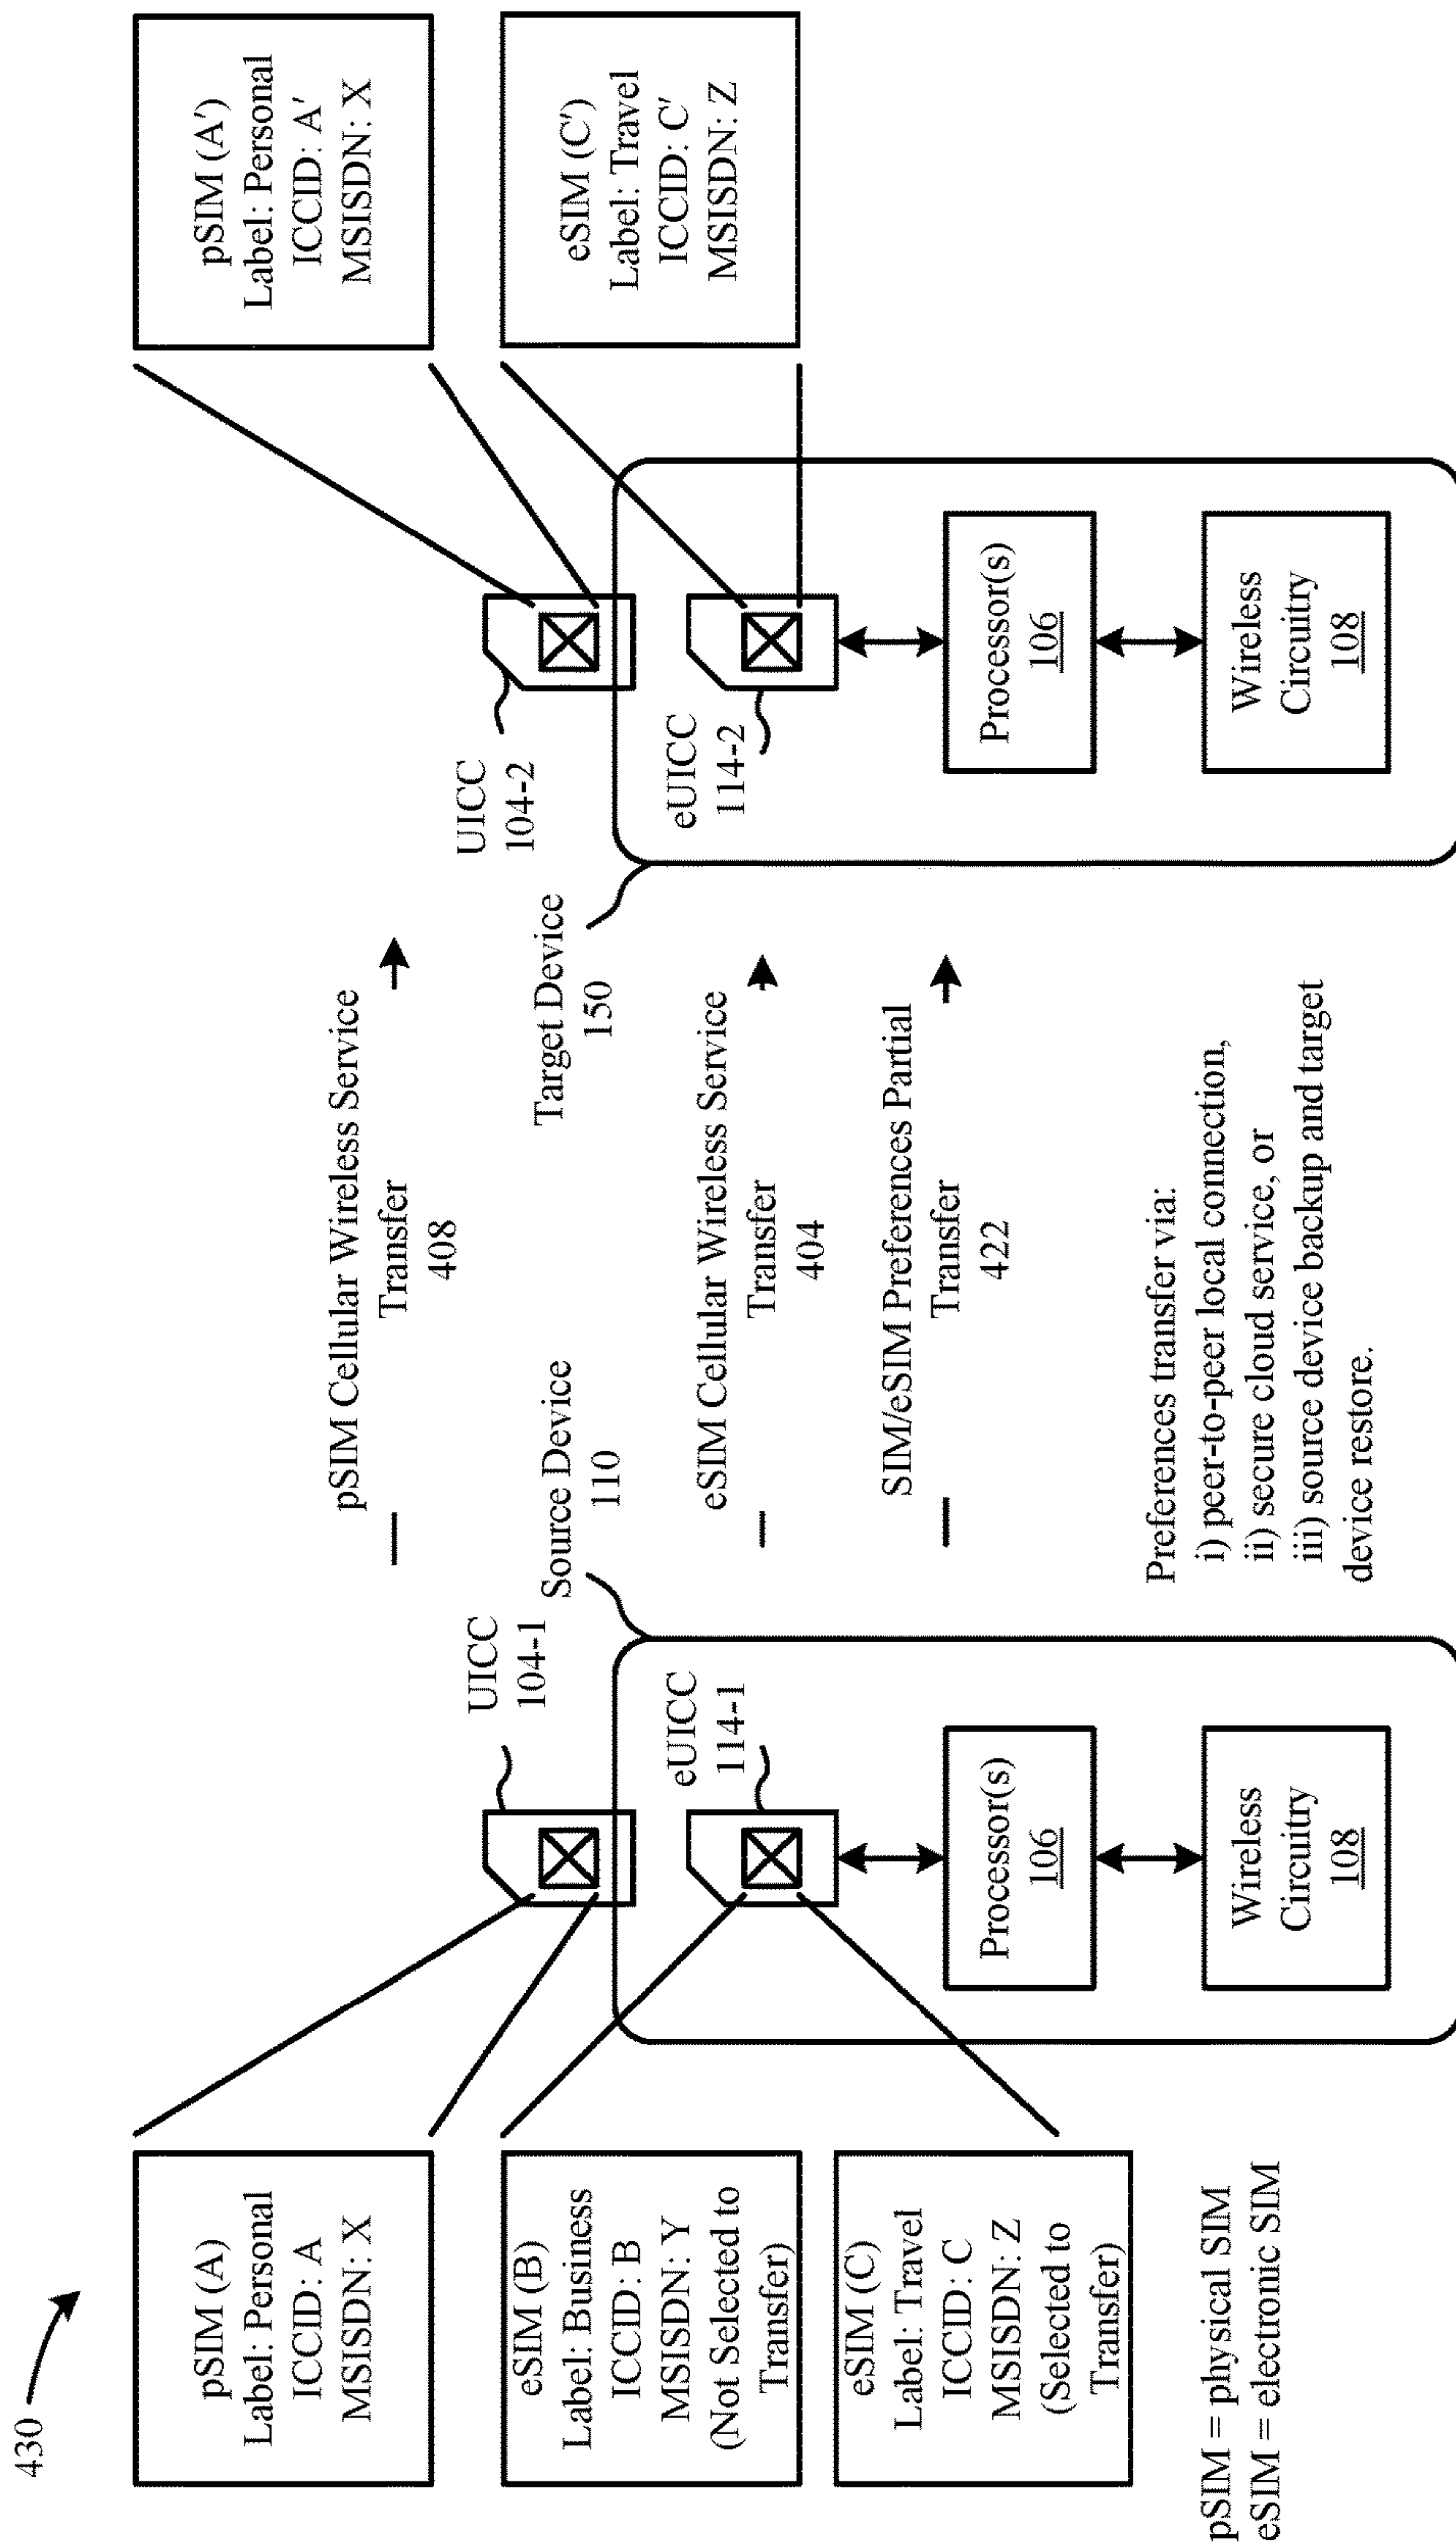 430
pSIM (A)
Label: Personal
ICCID: A
MSISDN: X
eSIM (B)
Label: Business
ICCID: B
MSISDN: Y
(Not Selected to
Transfer)
eSIM (C)
Label: Travel
ICCID: C
MSISDN: Z
(Selected to
Transfer)
pSIM = physical SIM
eSIM = electronic SIM
UICC
104-1
Source Device
110
eUICC
114-1
Processor(s)
106
Wireless
Circuitry
108
pSIM Cellular Wireless Service
Transfer
408
eSIM Cellular Wireless Service
Transfer
404
SIM/eSIM Preferences Partial
Transfer
422
Preferences transfer via:
i) peer-to-peer local connection,
ii) secure cloud service, or
iii) source device backup and target
device restore.
UICC
104-2
Target Device
150
eUICC
114-2
Processor(s)
106
Wireless
Circuitry
108
pSIM (A')
Label: Personal
ICCID: A'
MSISDN: X
eSIM (C')
Label: Travel
ICCID: C'
MSISDN: Z